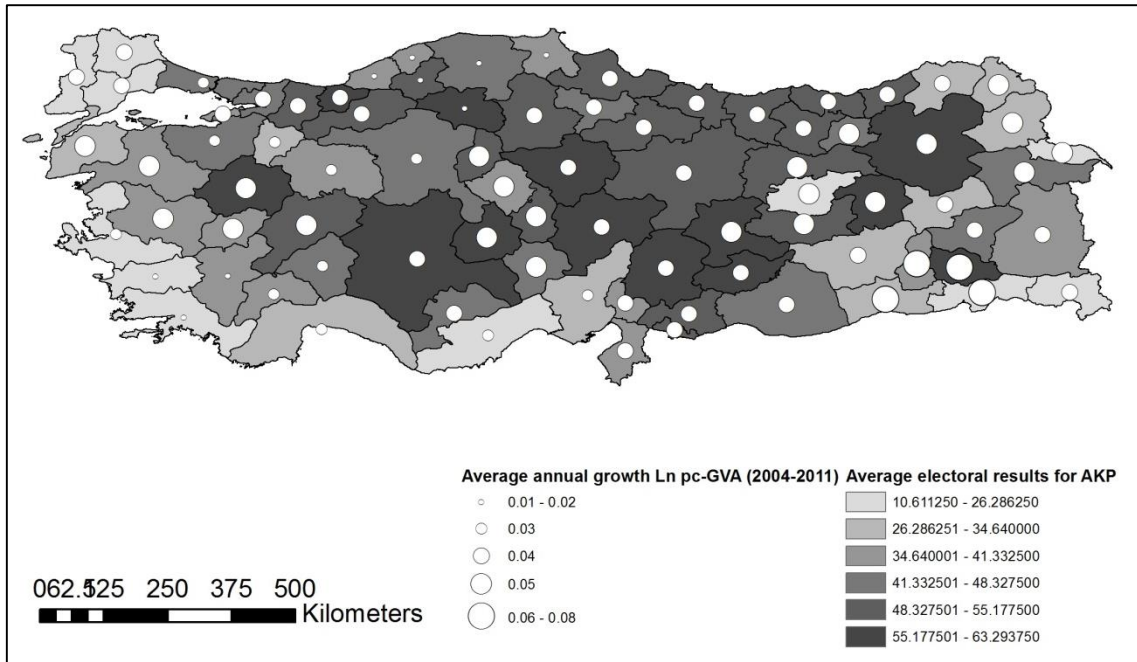 Average annual growth Ln pc-GVA (2004-2011)
0.01 - 0.02
0.03
0.04
0.05
0.06 - 0.08
Average electoral results for AKP
10.611250 - 26.286250
26.286251 - 34.640000
34.640001 - 41.332500
41.332501 - 48.327500
48.327501 - 55.177500
55.177501 - 63.293750
062.5125 250 375 500
Kilometers